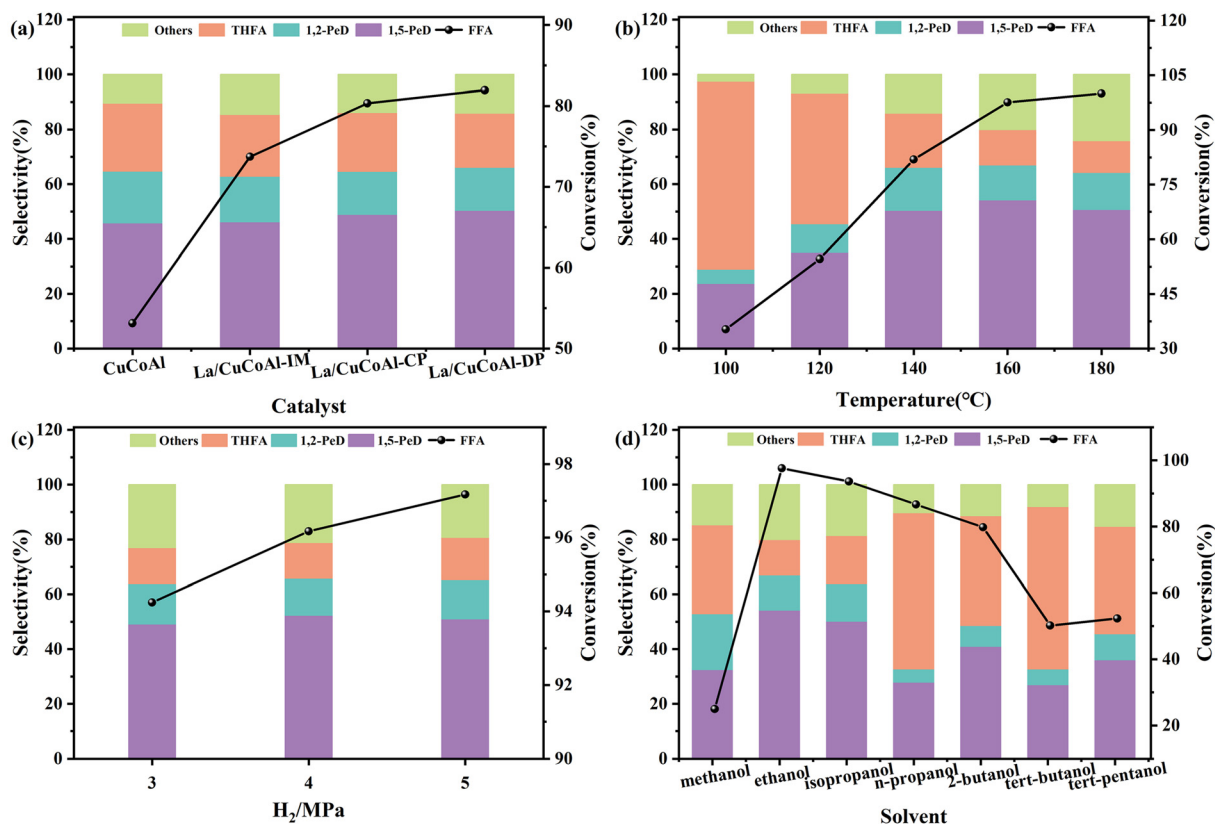 (a)
Others THFA 1,2-PeD 1,5-PeD FFA
120
100
80
60
40
20
0
Selectivity(%)
90
80
70
60
50
Conversion(%)
CuCoAl La/CuCoAl-IM La/CuCoAl-CP La/CuCoAl-DP
Catalyst
(b)
Others THFA 1,2-PeD 1,5-PeD FFA
120
100
80
60
40
20
0
Selectivity(%)
120
105
90
75
60
45
30
Conversion(%)
100 120 140 160 180
Temperature(°C)
(c)
Others THFA 1,2-PeD 1,5-PeD FFA
120
100
80
60
40
20
0
Selectivity(%)
98
96
94
92
90
Conversion(%)
3 4 5
H₂/MPa
(d)
Others THFA 1,2-PeD 1,5-PeD FFA
120
100
80
60
40
20
0
Selectivity(%)
100
80
60
40
20
Conversion(%)
methanol ethanol isopropanol n-propanol 2-butanol tert-butanol tert-pentanol
Solvent